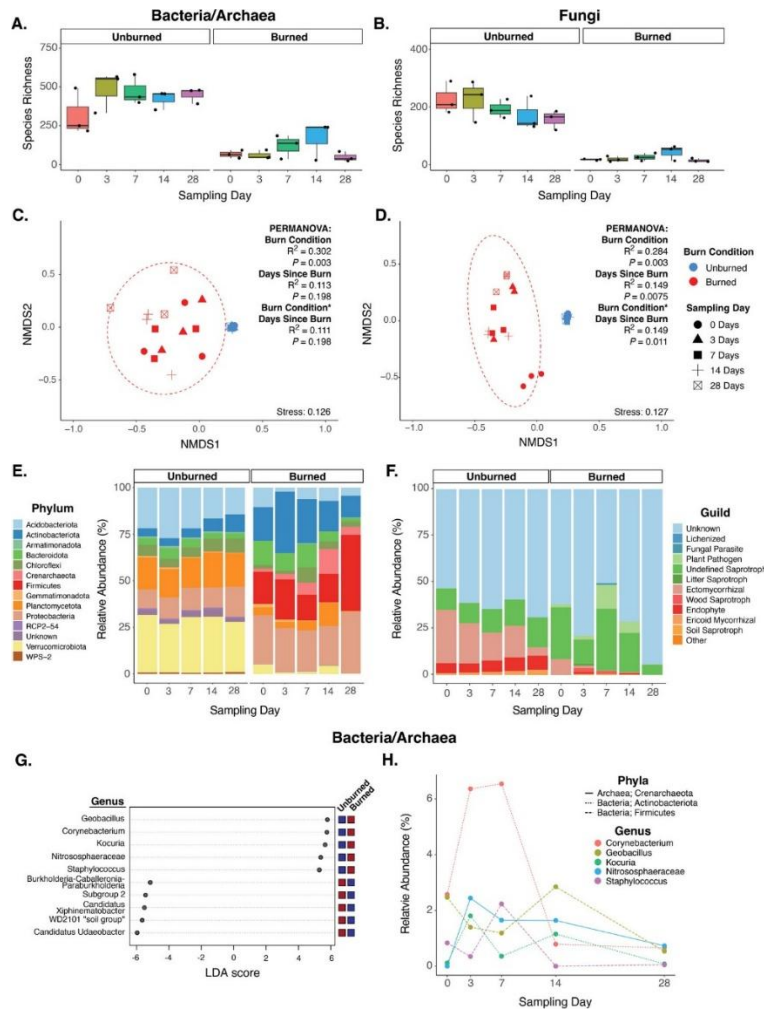 Bacteria/Archaea
Fungi
A.
Unburned
Burned
Species Richness
750
500
250
0
0 3 7 14 28 0 3 7 14 28
Sampling Day
B.
Unburned
Burned
Species Richness
400
200
0
0 3 7 14 28 0 3 7 14 28
Sampling Day
C.
PERMANOVA:
Burn Condition
R2 = 0.302
P = 0.003
Days Since Burn
R2 = 0.113
P = 0.198
Burn Condition*
Days Since Burn
R2 = 0.111
P = 0.198
NMDS2
0.5
0.0
−0.5
Stress: 0.126
−1.0 −0.5 0.0 0.5 1.0
NMDS1
D.
PERMANOVA:
Burn Condition
R2 = 0.284
P = 0.003
Days Since Burn
R2 = 0.149
P = 0.0075
Burn Condition*
Days Since Burn
R2 = 0.149
P = 0.011
NMDS2
0.5
0.0
−0.5
Stress: 0.127
−1.0 −0.5 0.0 0.5 1.0
NMDS1
Burn Condition
Unburned
Burned
Sampling Day
0 Days
3 Days
7 Days
14 Days
28 Days
E.
Phylum
Acidobacteriota
Actinobacteriota
Armatimonadota
Bacteroidota
Chloroflexi
Crenarchaeota
Firmicutes
Gemmatimonadota
Planctomycetota
Proteobacteria
RCP2-54
Unknown
Verrucomicrobiota
WPS-2
Unburned
Burned
Relative Abundance (%)
100
75
50
25
0
0 3 7 14 28 0 3 7 14 28
Sampling Day
F.
Unburned
Burned
Relative Abundance (%)
100
75
50
25
0
0 3 7 14 28 0 3 7 14 28
Sampling Day
Guild
Unknown
Lichenized
Fungal Parasite
Plant Pathogen
Undefined Saprotroph
Litter Saprotroph
Ectomycorrhizal
Wood Saprotroph
Endophyte
Ericoid Mycorrhizal
Soil Saprotroph
Other
Bacteria/Archaea
G.
Genus
Unburned
Burned
Geobacillus
Corynebacterium
Kocuria
Nitrososphaeraceae
Staphylococcus
Burkholderia-Caballeronia-
Paraburkholderia
Subgroup 2
Candidatus
Xiphinematobacter
WD2101 "soil group"
Candidatus Udaeobacter
−6 −4 −2 0 2 4 6
LDA score
H.
Relatvie Abundance (%)
6
4
2
0
0 3 7 14 28
Sampling Day
Phyla
Archaea; Crenarchaeota
Bacteria; Actinobacteriota
Bacteria; Firmicutes
Genus
Corynebacterium
Geobacillus
Kocuria
Nitrososphaeraceae
Staphylococcus